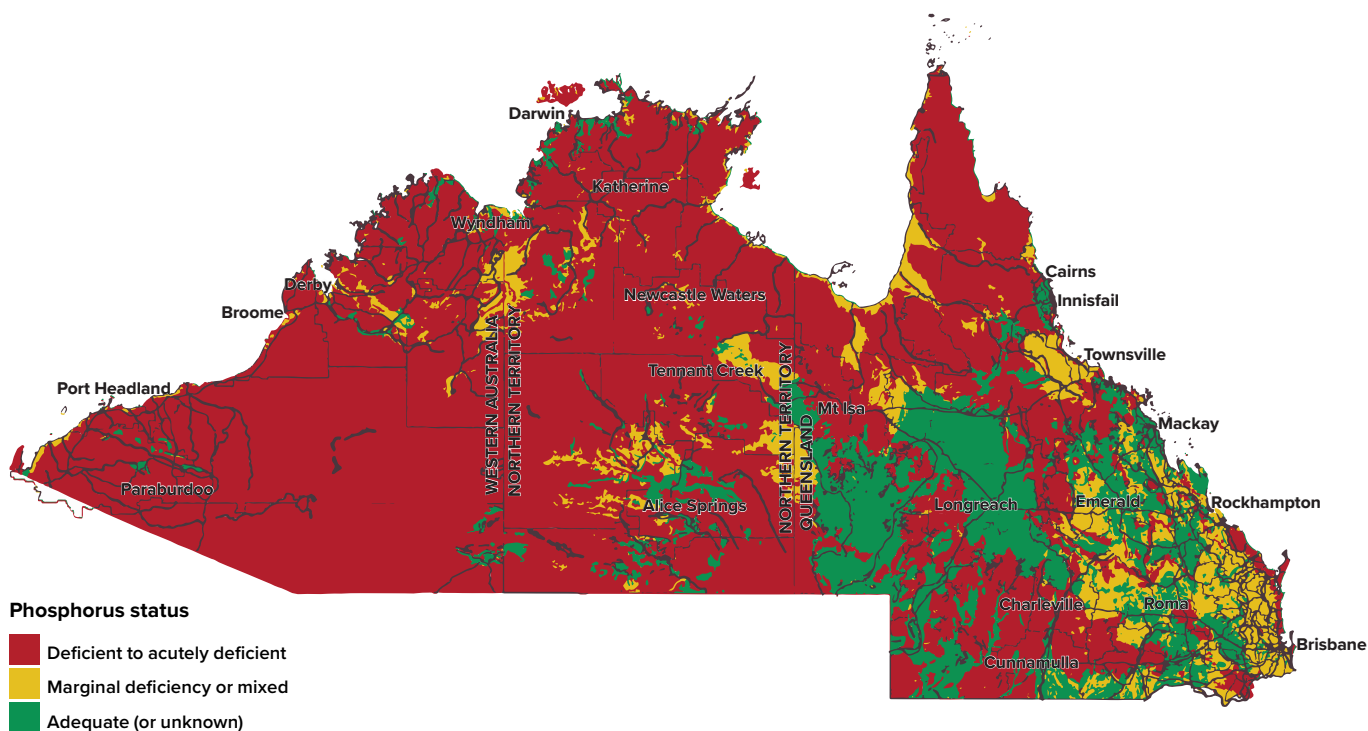 Darwin
Katherine
Wyndham
Cairns
Derby
Newcastle Waters
Innisfail
Broome
Townsville
Tennant Creek
Port Headland
WESTERN AUSTRALIA
NORTHERN TERRITORY
NORTHERN TERRITORY
QUEENSLAND
Mt Isa
Mackay
Paraburdoo
Alice Springs
Longreach
Emerald
Rockhampton
Charleville
Roma
Brisbane
Cunnamulla
Phosphorus status
Deficient to acutely deficient
Marginal deficiency or mixed
Adequate (or unknown)